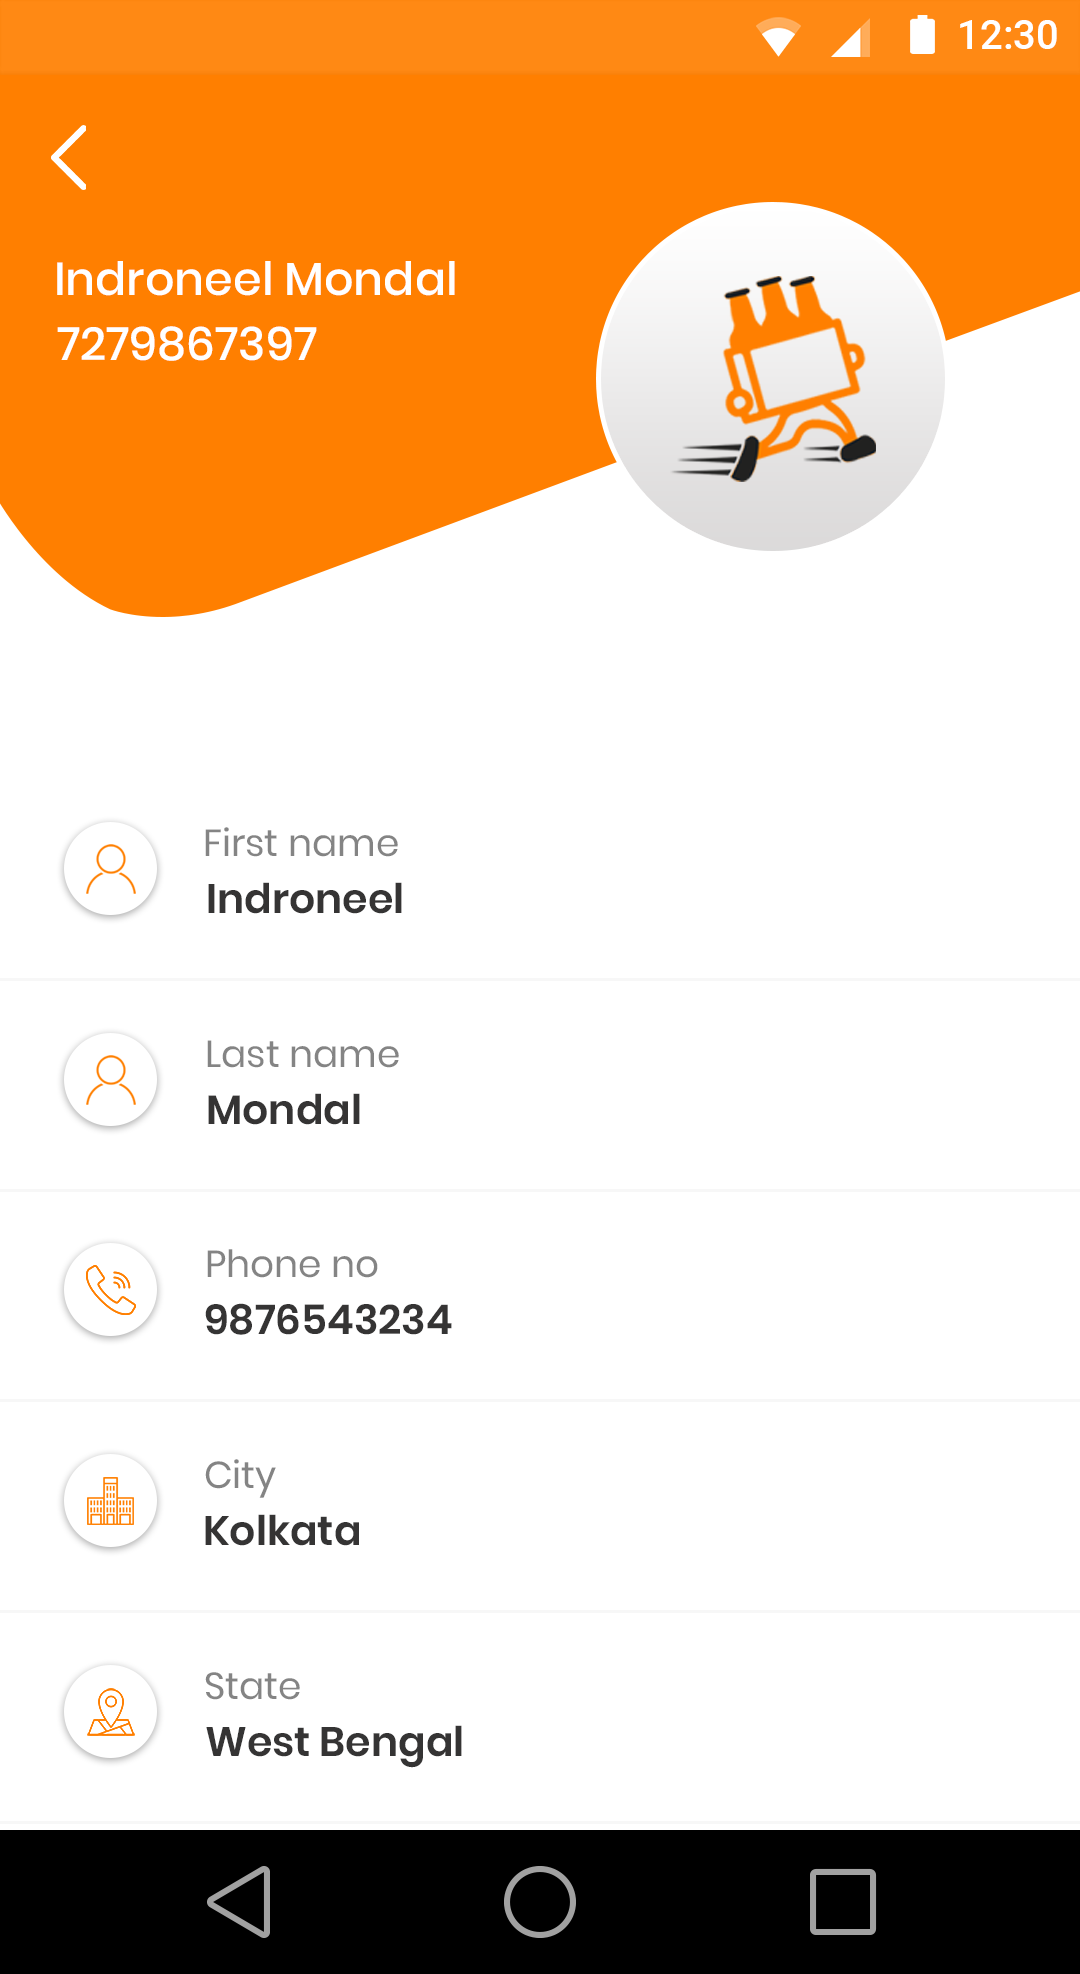 12:30
Indroneel Mondal
7279867397
First name
Indroneel
Last name
Mondal
Phone no
9876543234
City
Kolkata
State
West Bengal